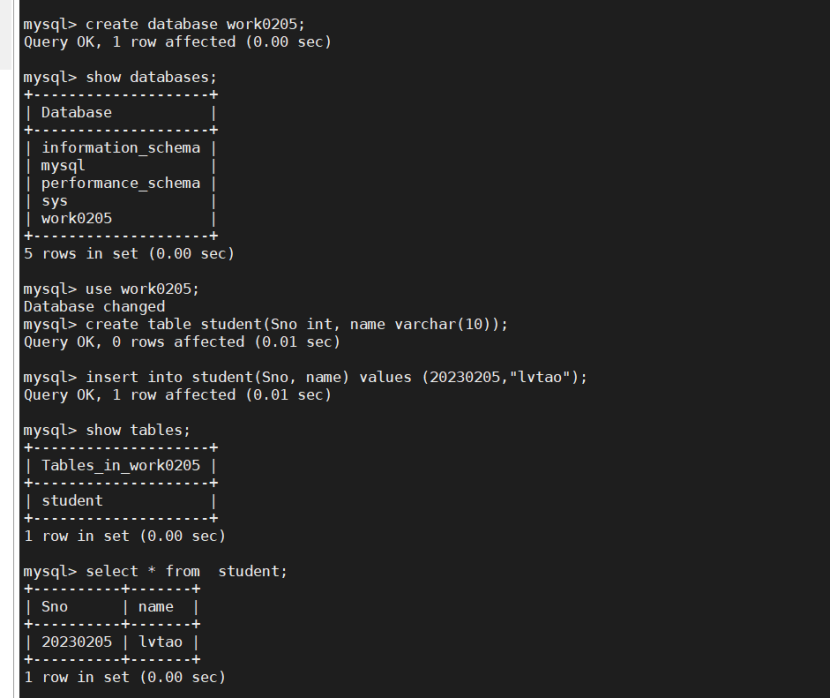 mysql> create database work0205;
Query OK, 1 row affected (0.00 sec)
mysql> show databases;
+--------------------+
| Database           |
+--------------------+
| information_schema |
| mysql              |
| performance_schema |
| sys                |
| work0205           |
+--------------------+
5 rows in set (0.00 sec)
mysql> use work0205;
Database changed
mysql> create table student(Sno int, name varchar(10));
Query OK, 0 rows affected (0.01 sec)
mysql> insert into student(Sno, name) values (20230205,"lvtao");
Query OK, 1 row affected (0.01 sec)
mysql> show tables;
+--------------------+
| Tables_in_work0205 |
+--------------------+
| student            |
+--------------------+
1 row in set (0.00 sec)
mysql> select * from  student;
+----------+-------+
| Sno      | name  |
+----------+-------+
| 20230205 | lvtao |
+----------+-------+
1 row in set (0.00 sec)